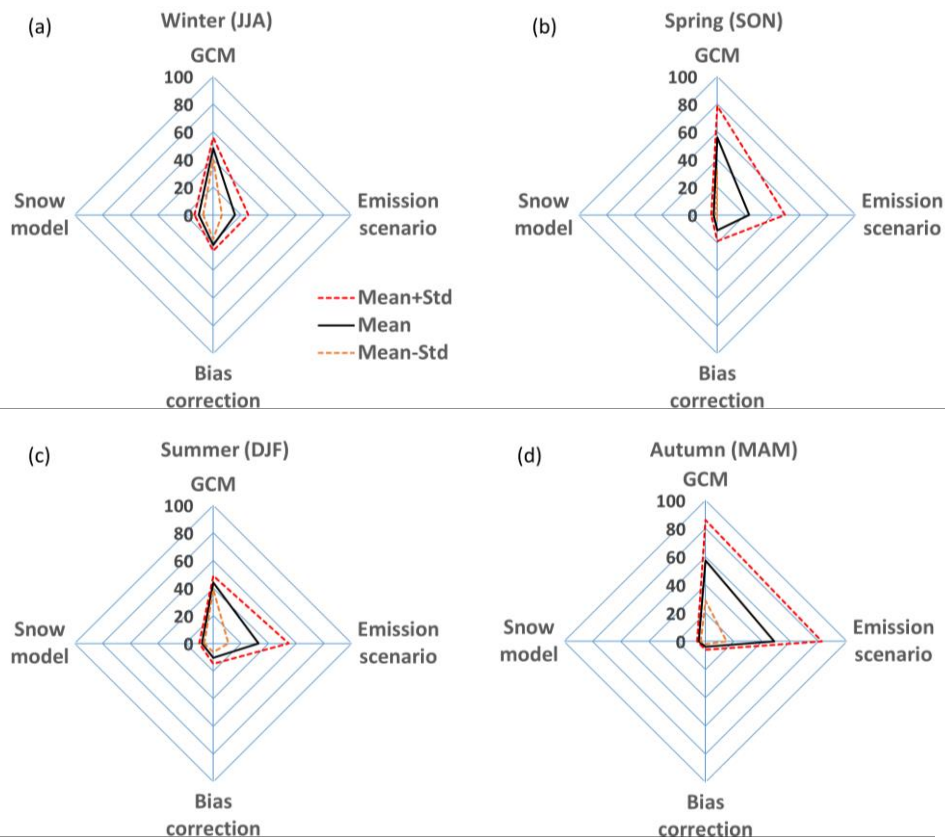 (a)
Winter (JJA)
GCM
100
80
60
40
20
0
Snow
model
Emission
scenario
Bias
correction
Mean+Std
Mean
Mean-Std
(b)
Spring (SON)
GCM
100
80
60
40
20
0
Snow
model
Emission
scenario
Bias
correction
(c)
Summer (DJF)
GCM
100
80
60
40
20
0
Snow
model
Emission
scenario
Bias
correction
(d)
Autumn (MAM)
GCM
100
80
60
40
20
0
Snow
model
Emission
scenario
Bias
correction